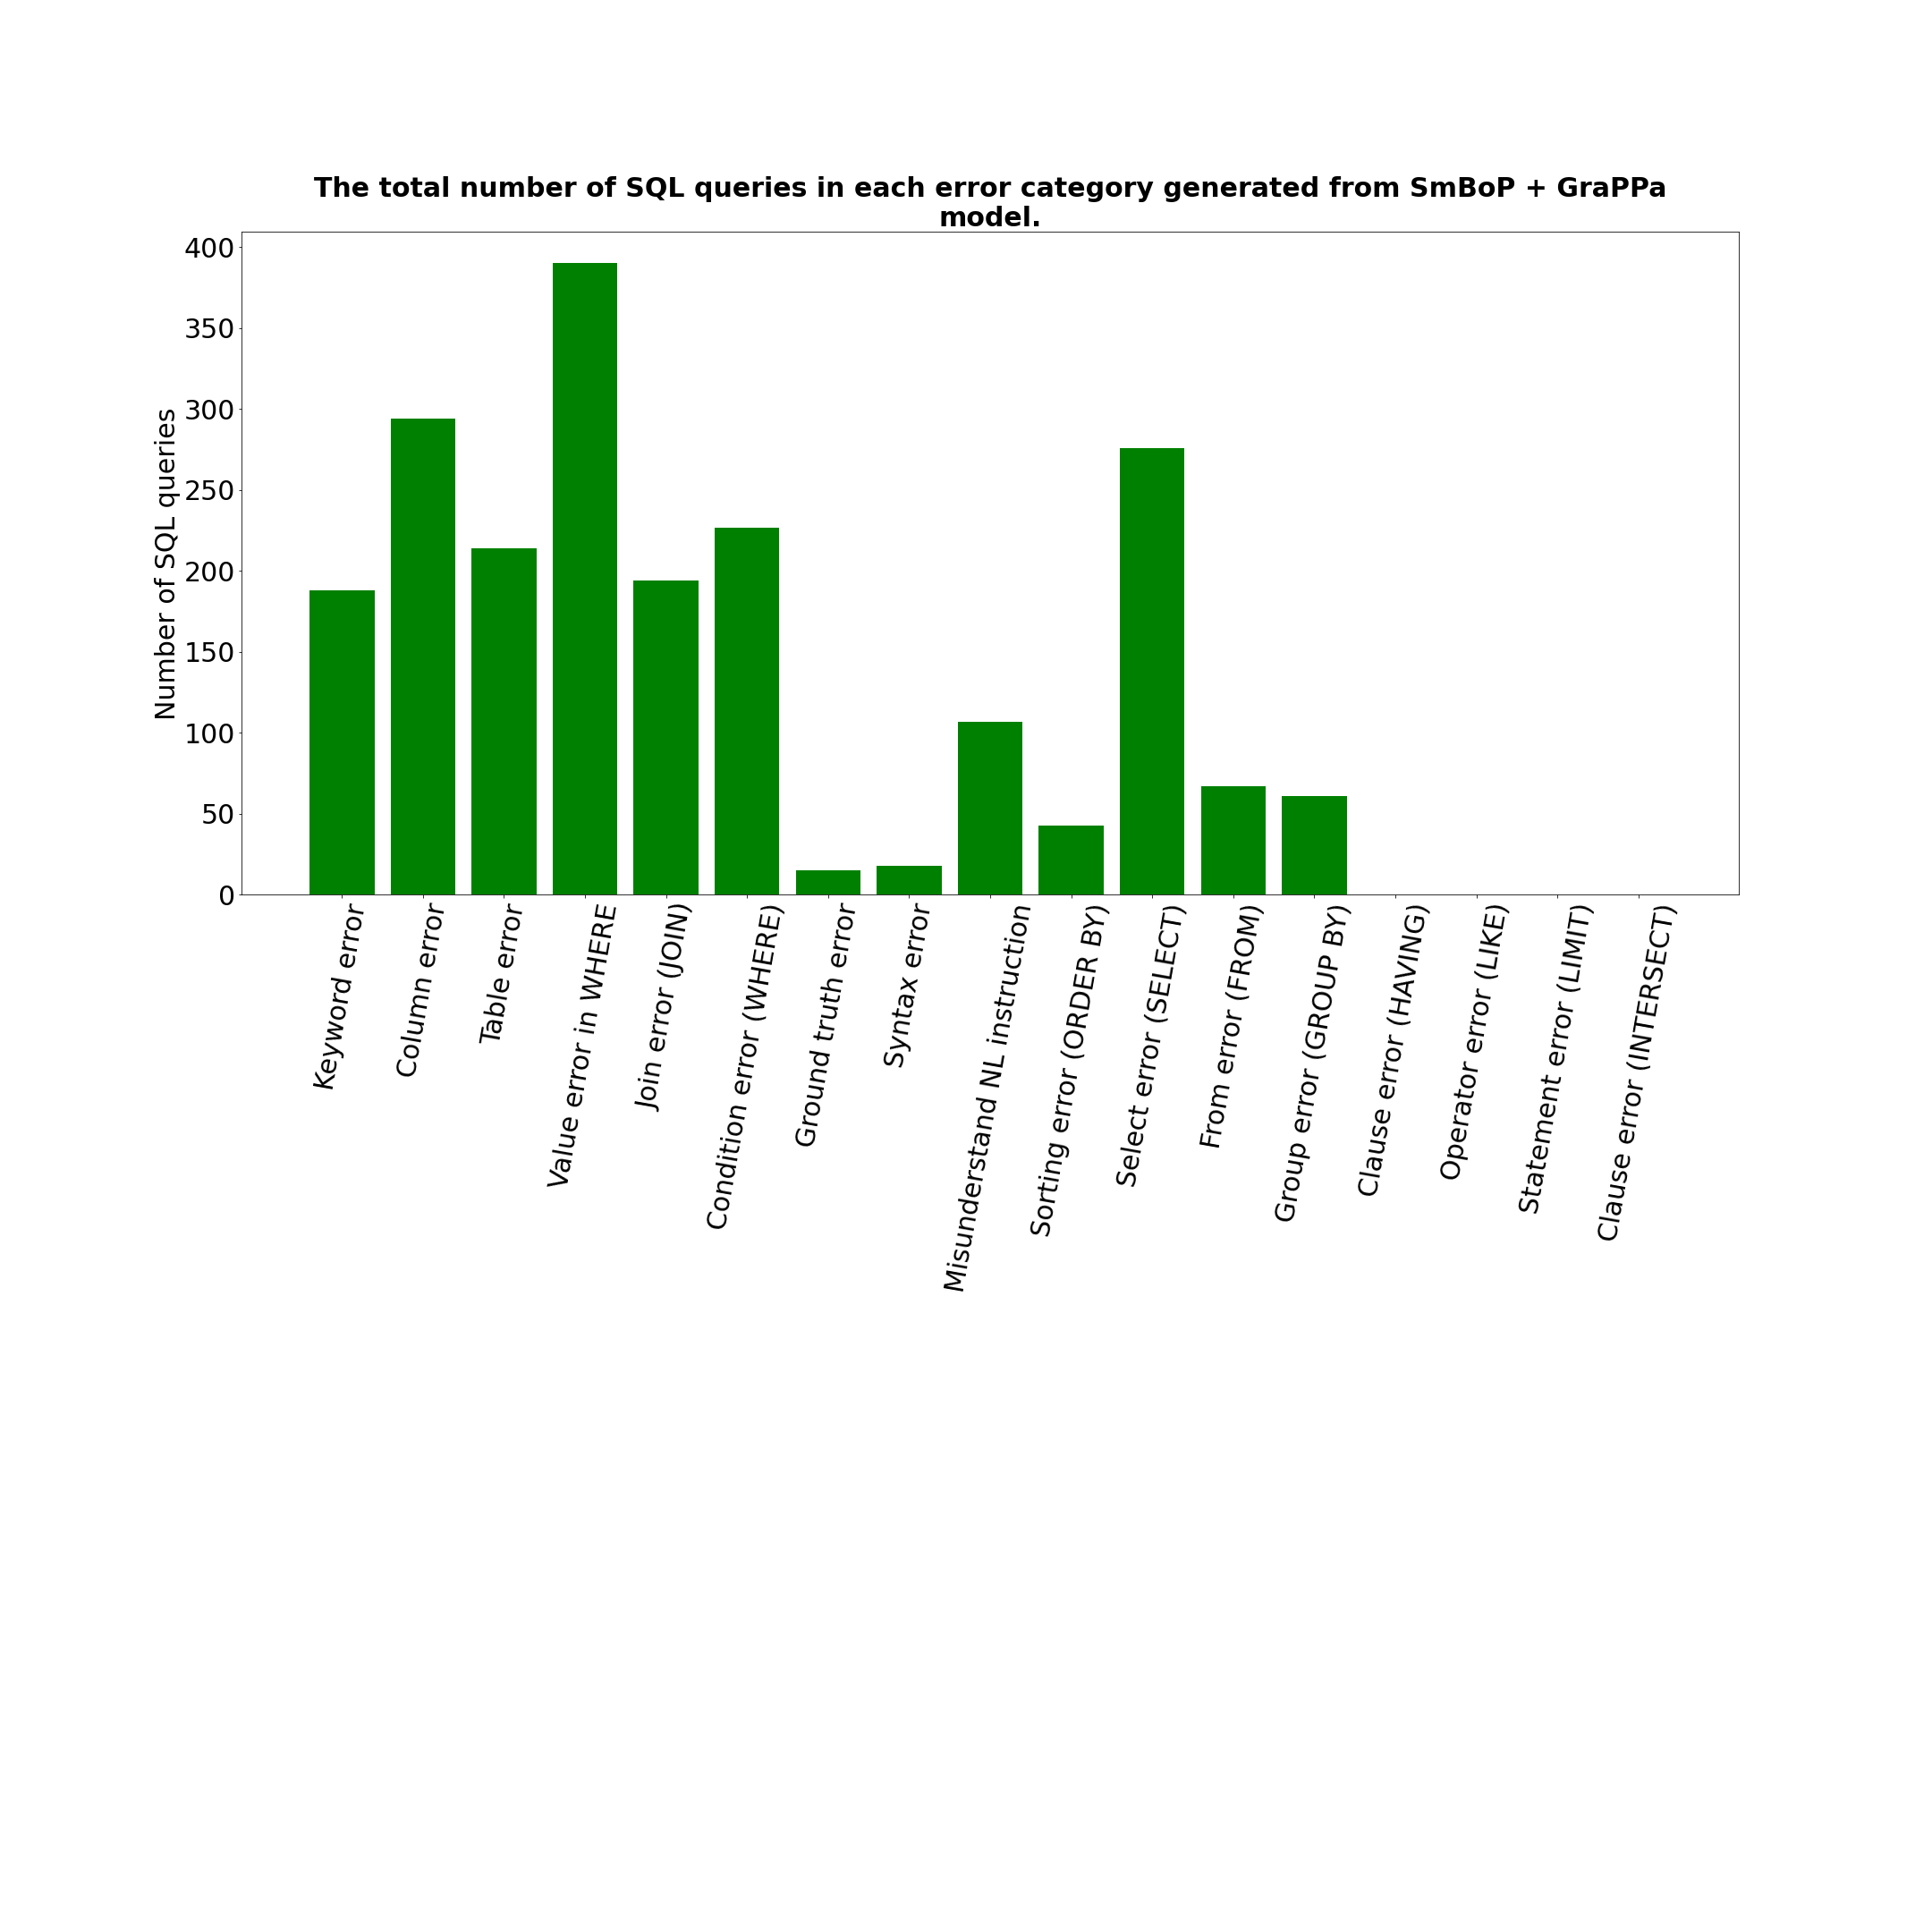 The total number of SQL queries in each error category generated from SmBoP + GraPPa
model.
Number of SQL queries
400
350
300
250
200
150
100
50
0
Keyword error
Column error
Table error
Value error in WHERE
Join error (JOIN)
Condition error (WHERE)
Ground truth error
Syntax error
Misunderstand NL instruction
Sorting error (ORDER BY)
Select error (SELECT)
From error (FROM)
Group error (GROUP BY)
Clause error (HAVING)
Operator error (LIKE)
Statement error (LIMIT)
Clause error (INTERSECT)